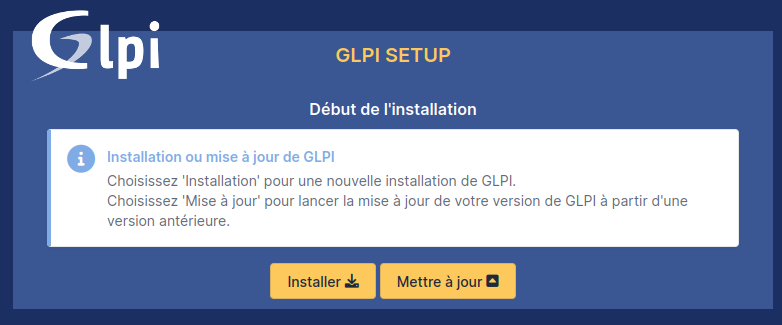 Glpi
GLPI SETUP
Début de l'installation
Installation ou mise à jour de GLPI
Choisissez 'Installation' pour une nouvelle installation de GLPI.
Choisissez 'Mise à jour' pour lancer la mise à jour de votre version de GLPI à partir d'une
version antérieure.
Installer Mettre à jour